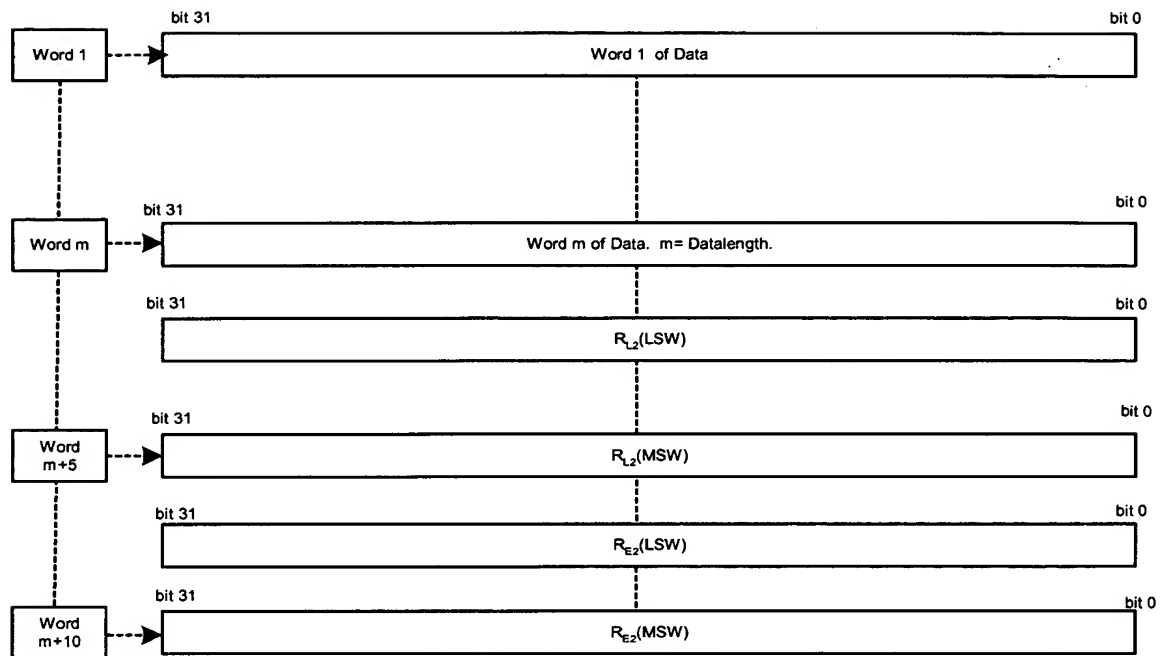 bit 31 bit 0
Word 1 Word 1 of Data
bit 31 bit 0
Word m Word m of Data. m= Datalength.
bit 31 bit 0
R_L2(LSW)
bit 31 bit 0
Word
m+5 R_L2(MSW)
bit 31 bit 0
R_E2(LSW)
bit 31 bit 0
Word
m+10 R_E2(MSW)